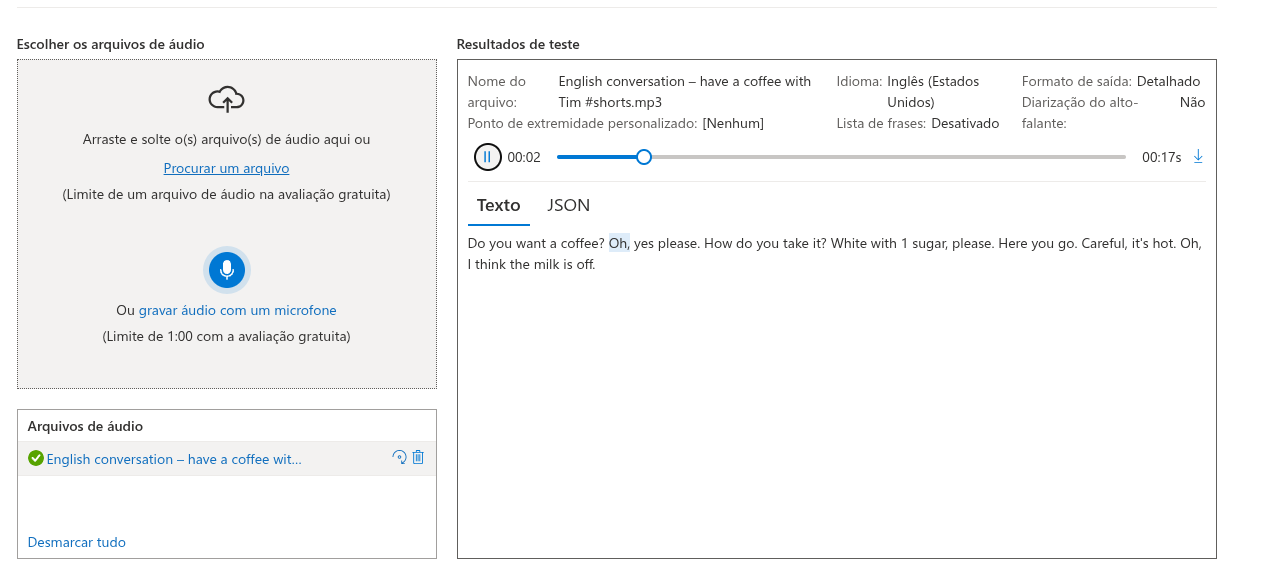 Escolher os arquivos de áudio
Arraste e solte o(s) arquivo(s) de áudio aqui ou
Procurar um arquivo
(Limite de um arquivo de áudio na avaliação gratuita)
Ou gravar áudio com um microfone
(Limite de 1:00 com a avaliação gratuita)
Arquivos de áudio
English conversation – have a coffee wit...
Desmarcar tudo
Resultados de teste
Nome do arquivo: English conversation – have a coffee with
Tim #shorts.mp3
Idioma: Inglês (Estados
Unidos)
Formato de saída: Detalhado
Diarização do alto-falante: Não
Ponto de extremidade personalizado: [Nenhum]
Lista de frases: Desativado
00:02
00:17s
Texto
JSON
Do you want a coffee? Oh, yes please. How do you take it? White with 1 sugar, please. Here you go. Careful, it's hot. Oh,
I think the milk is off.